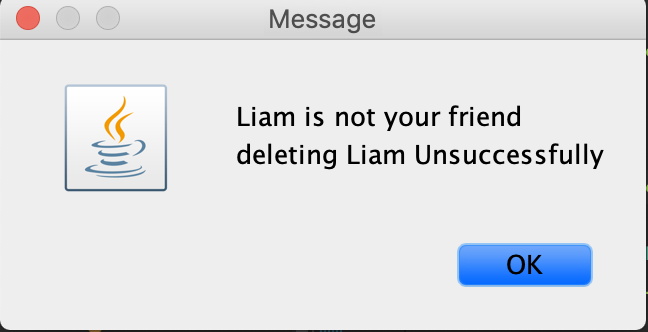 Message
Liam is not your friend
deleting Liam Unsuccessfully
OK